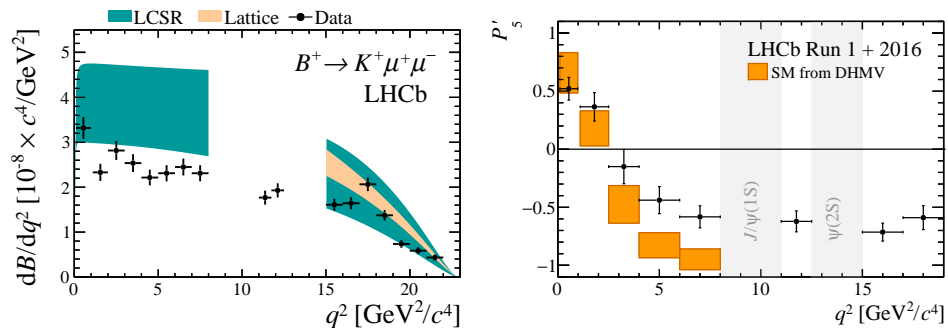 LCSR Lattice Data
B⁺ → K⁺μ⁺μ⁻
LHCb
dB/dq² [10⁻⁸ × c⁴/GeV²]
5
4
3
2
1
0
0 5 10 15 20
q² [GeV²/c⁴]
P′₅
1
0.5
0
−0.5
−1
LHCb Run 1 + 2016
SM from DHMV
J/ψ(1S)
ψ(2S)
0 5 10 15
q² [GeV²/c⁴]